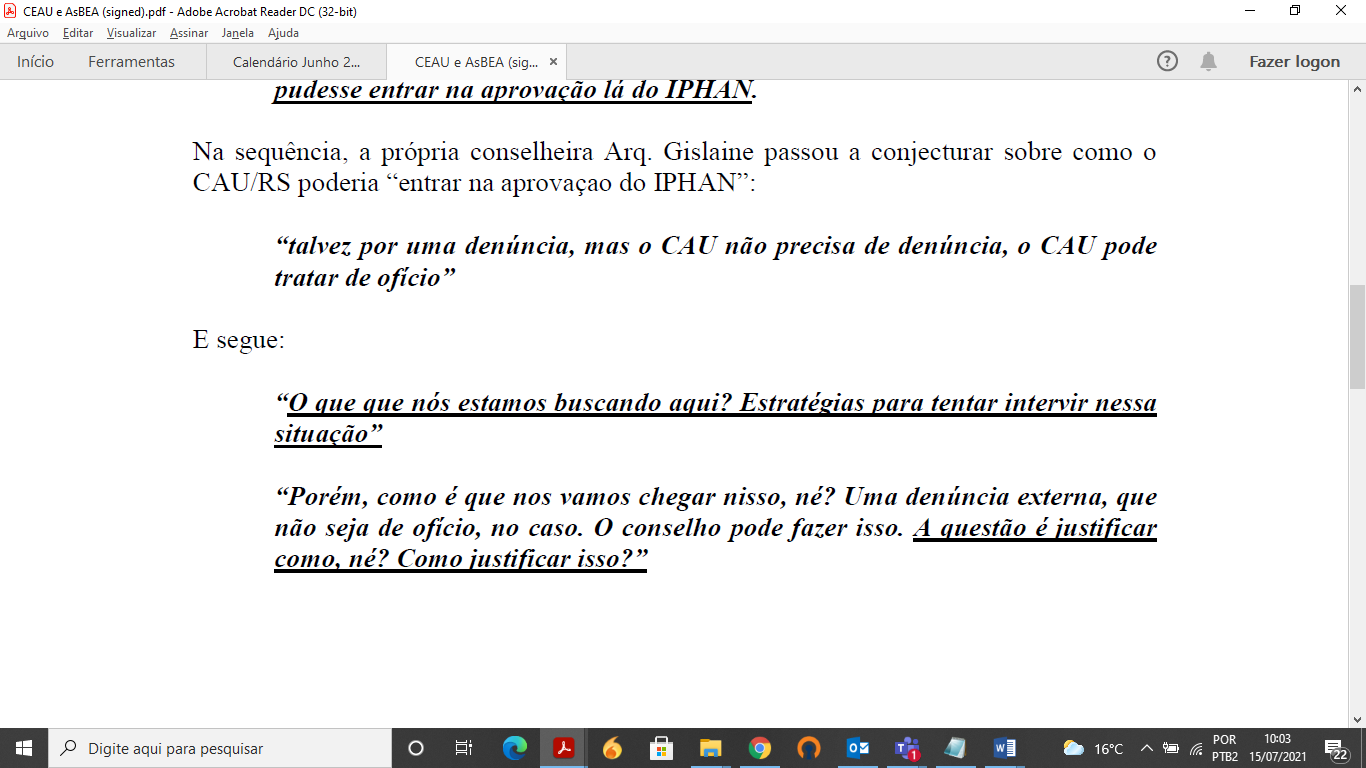 CEAU e AsBEA (signed).pdf - Adobe Acrobat Reader DC (32-bit)
Arquivo Editar Visualizar Assinar Janela Ajuda
Início Ferramentas Calendário Junho 2... CEAU e AsBEA (sig... × ? Fazer logon
pudesse entrar na aprovação lá do IPHAN.
Na sequência, a própria conselheira Arq. Gislaine passou a conjecturar sobre como o
CAU/RS poderia “entrar na aprovaçao do IPHAN”:
“talvez por uma denúncia, mas o CAU não precisa de denúncia, o CAU pode
tratar de ofício”
E segue:
“O que que nós estamos buscando aqui? Estratégias para tentar intervir nessa
situação”
“Porém, como é que nos vamos chegar nisso, né? Uma denúncia externa, que
não seja de ofício, no caso. O conselho pode fazer isso. A questão é justificar
como, né? Como justificar isso?”
Digite aqui para pesquisar 1 16°C POR 10:03 22
PTB2 15/07/2021